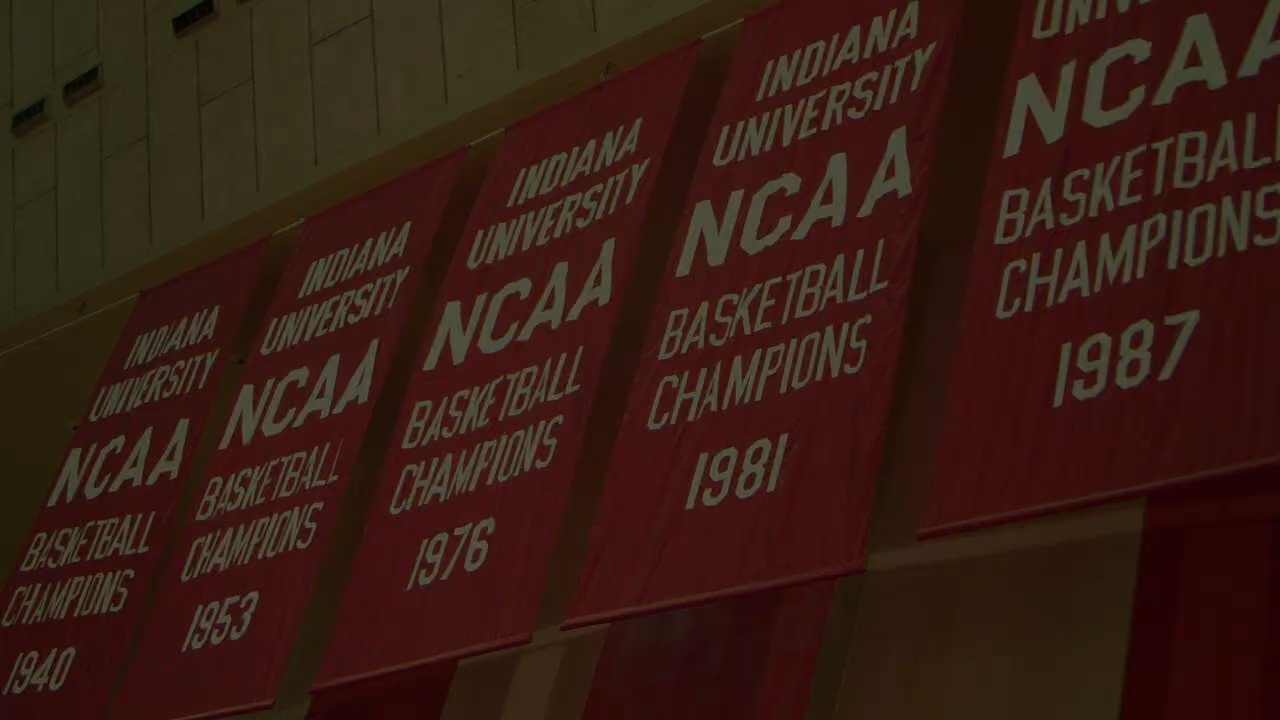 INDIANA
UNIVERSITY
NCAA
BASKETBALL
CHAMPIONS
1940
INDIANA
UNIVERSITY
NCAA
BASKETBALL
CHAMPIONS
1953
INDIANA
UNIVERSITY
NCAA
BASKETBALL
CHAMPIONS
1976
INDIANA
UNIVERSITY
NCAA
BASKETBALL
CHAMPIONS
1981
NCAA
BASKETBALL
CHAMPIONS
1987